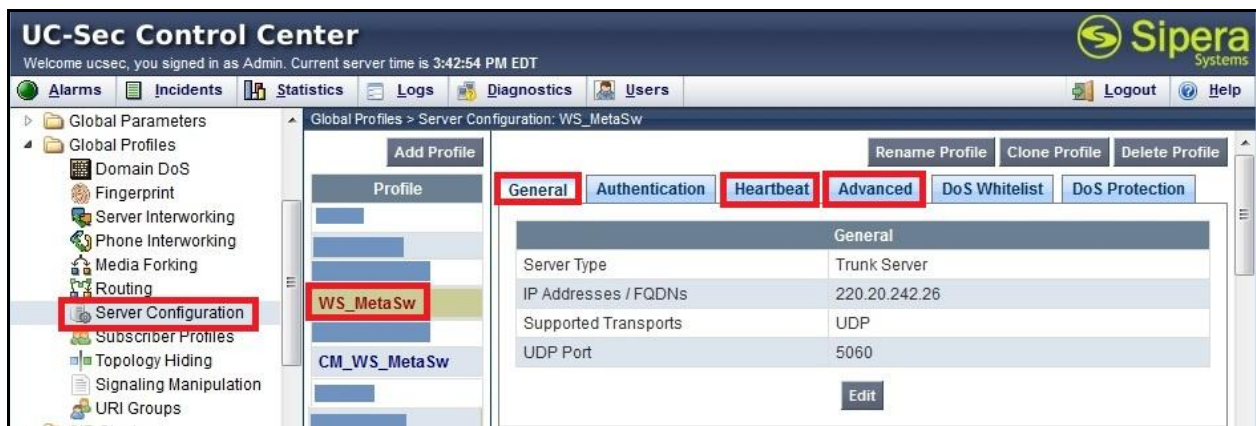 UC-Sec Control Center
Sipera
Systems
Welcome ucsec, you signed in as Admin. Current server time is 3:42:54 PM EDT
Alarms Incidents Statistics Logs Diagnostics Users Logout Help
Global Parameters
Global Profiles
Domain DoS
Fingerprint
Server Interworking
Phone Interworking
Media Forking
Routing
Server Configuration
Subscriber Profiles
Topology Hiding
Signaling Manipulation
URI Groups
Global Profiles > Server Configuration: WS_MetaSw
Add Profile
Rename Profile Clone Profile Delete Profile
Profile
WS_MetaSw
CM_WS_MetaSw
General Authentication Heartbeat Advanced DoS Whitelist DoS Protection
General
Server Type Trunk Server
IP Addresses / FQDNs 220.20.242.26
Supported Transports UDP
UDP Port 5060
Edit